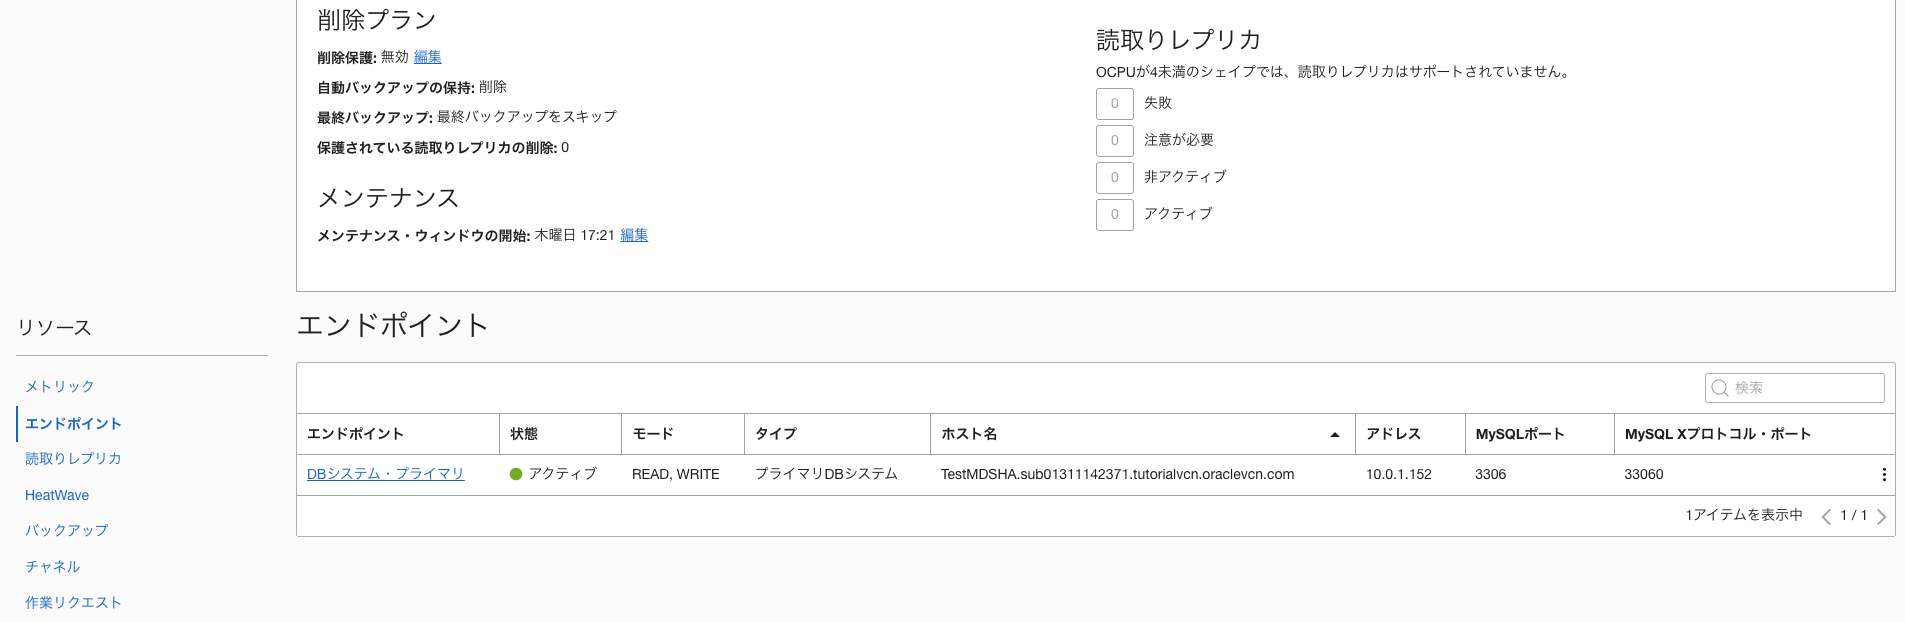 削除プラン
削除保護: 無効 編集
自動バックアップの保持: 削除
最終バックアップ: 最終バックアップをスキップ
保護されている読取りレプリカの削除: 0
メンテナンス
メンテナンス・ウィンドウの開始: 木曜日 17:21 編集
読取りレプリカ
OCPUが4未満のシェイプでは、読取りレプリカはサポートされていません。
0 失敗
0 注意が必要
0 非アクティブ
0 アクティブ
リソース
メトリック
エンドポイント
読取りレプリカ
HeatWave
バックアップ
チャネル
作業リクエスト
エンドポイント
検索
エンドポイント 状態 モード タイプ ホスト名 アドレス MySQLポート MySQL Xプロトコル・ポート
DBシステム・プライマリ アクティブ READ, WRITE プライマリDBシステム TestMDSHA.sub01311142371.tutorialvcn.oraclevcn.com 10.0.1.152 3306 33060
1アイテムを表示中 1 / 1